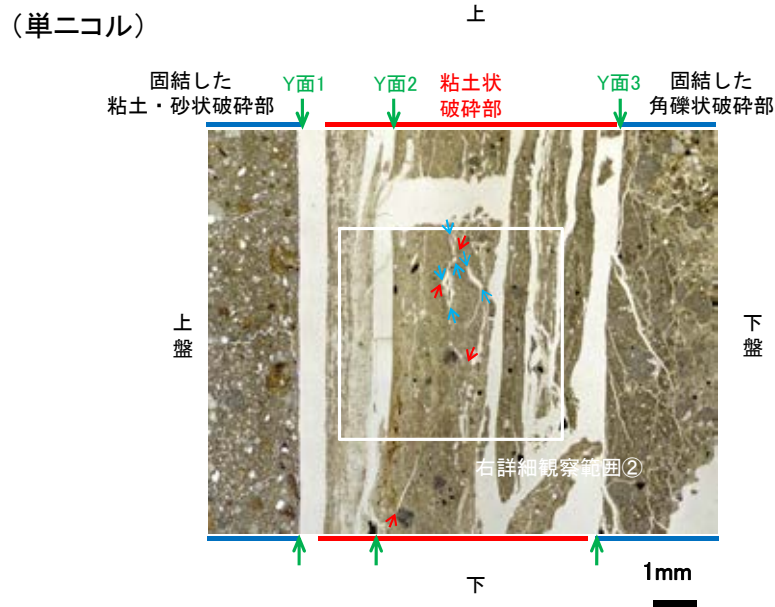 （単ニコル）
上
固結した
粘土・砂状破砕部
Y面1
Y面2
粘土状
破砕部
Y面3
固結した
角礫状破砕部
上
盤
下
盤
右詳細観察範囲②
下
1mm